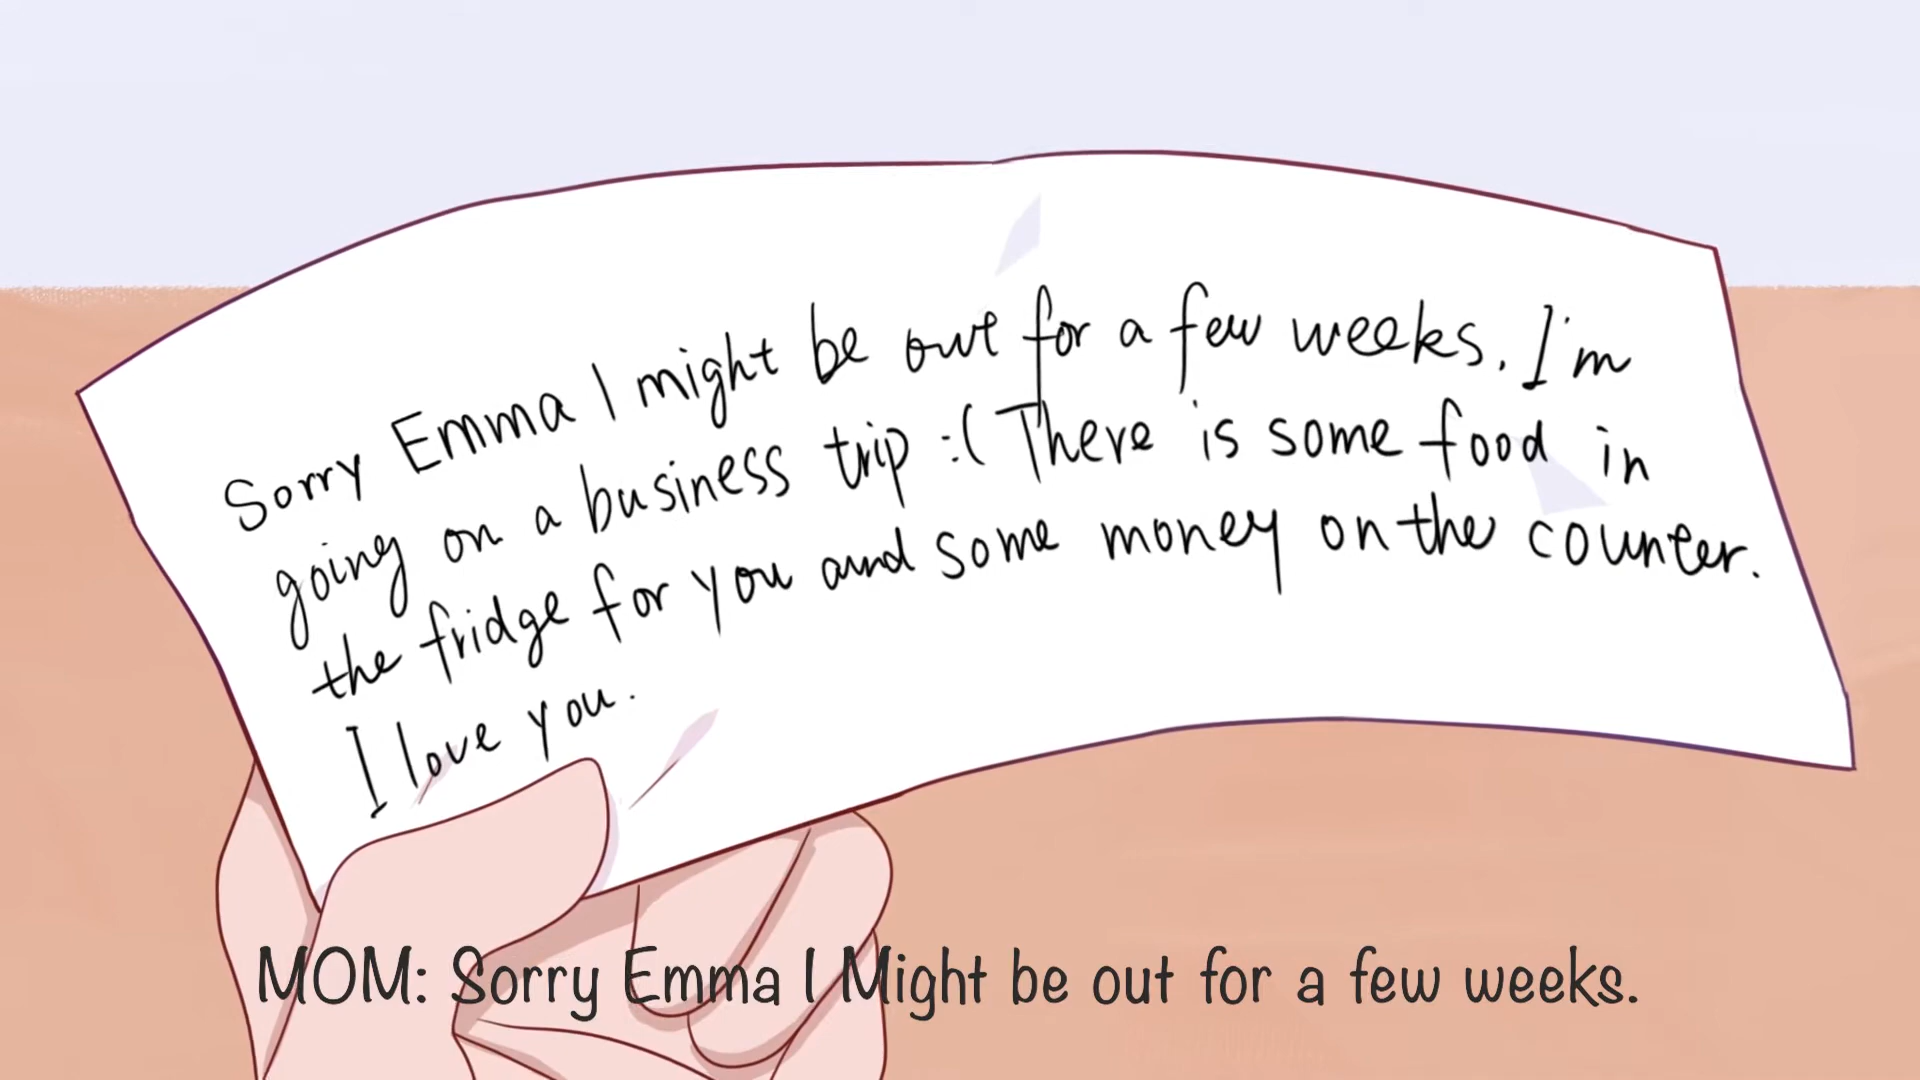 Sorry Emma I might be out for a few weeks. I'm
going on a business trip :( There is some food in
the fridge for you and some money on the counter.
I love you.
MOM: Sorry Emma I Might be out for a few weeks.